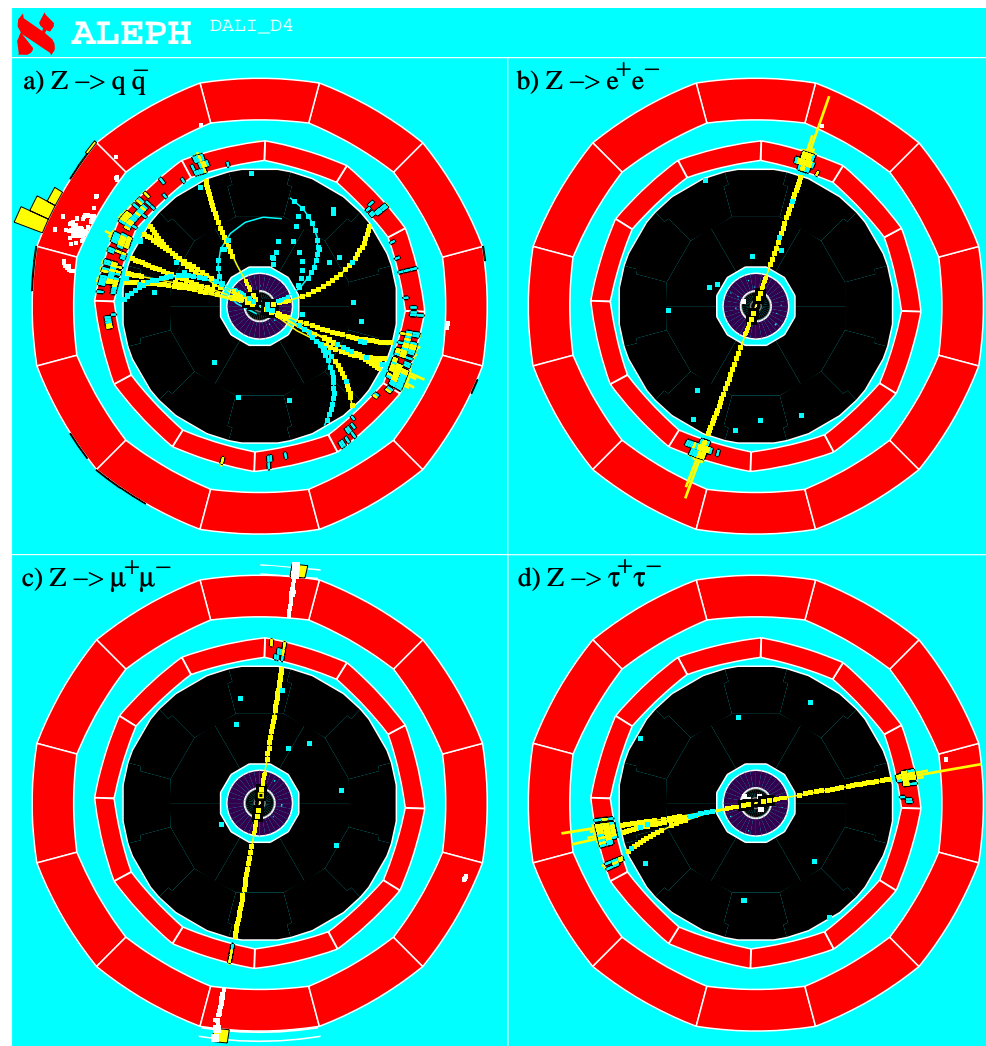 ℵ ALEPH DALI_D4
a) Z –> q q̅
b) Z –> e⁺e⁻
c) Z –> μ⁺μ⁻
d) Z –> τ⁺τ⁻